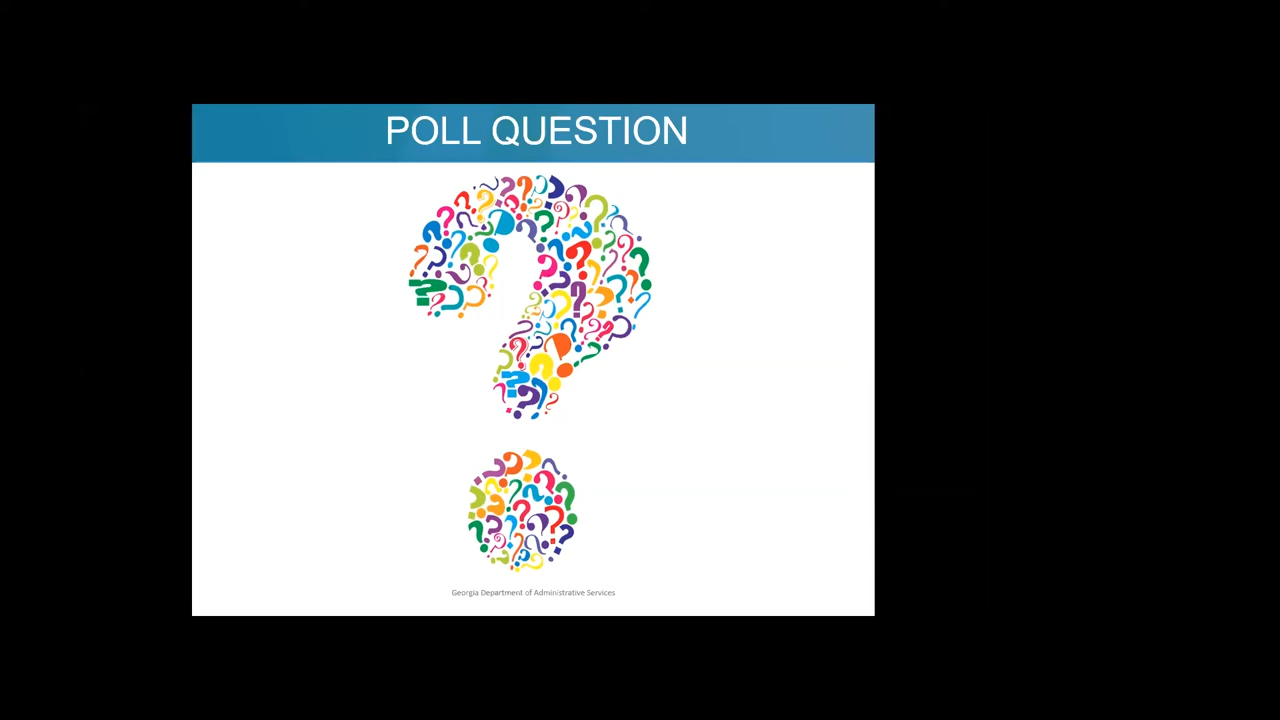 POLL QUESTION
Georgia Department of Administrative Services